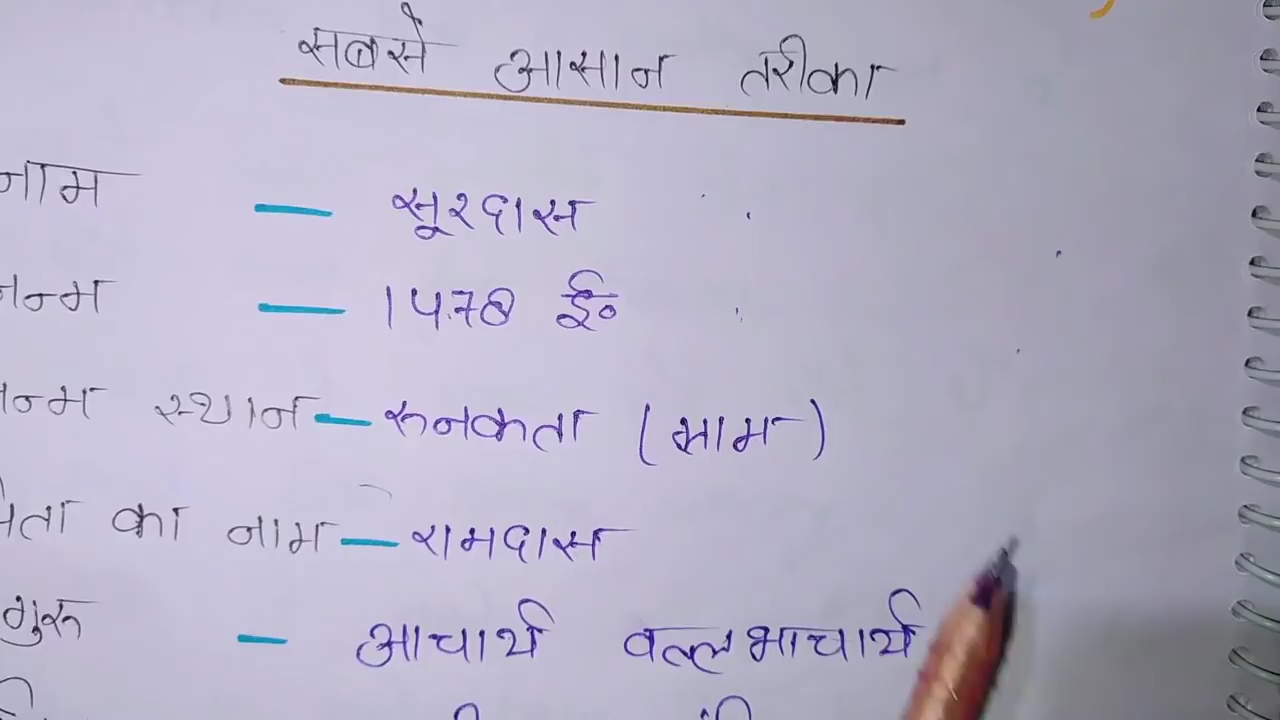 सबसे आसान तरीका
नाम — सूरदास
जन्म — 1478 ई०
जन्म स्थान — रुनकता (ग्राम)
पिता का नाम — रामदास
गुरु — आचार्य वल्लभाचार्य